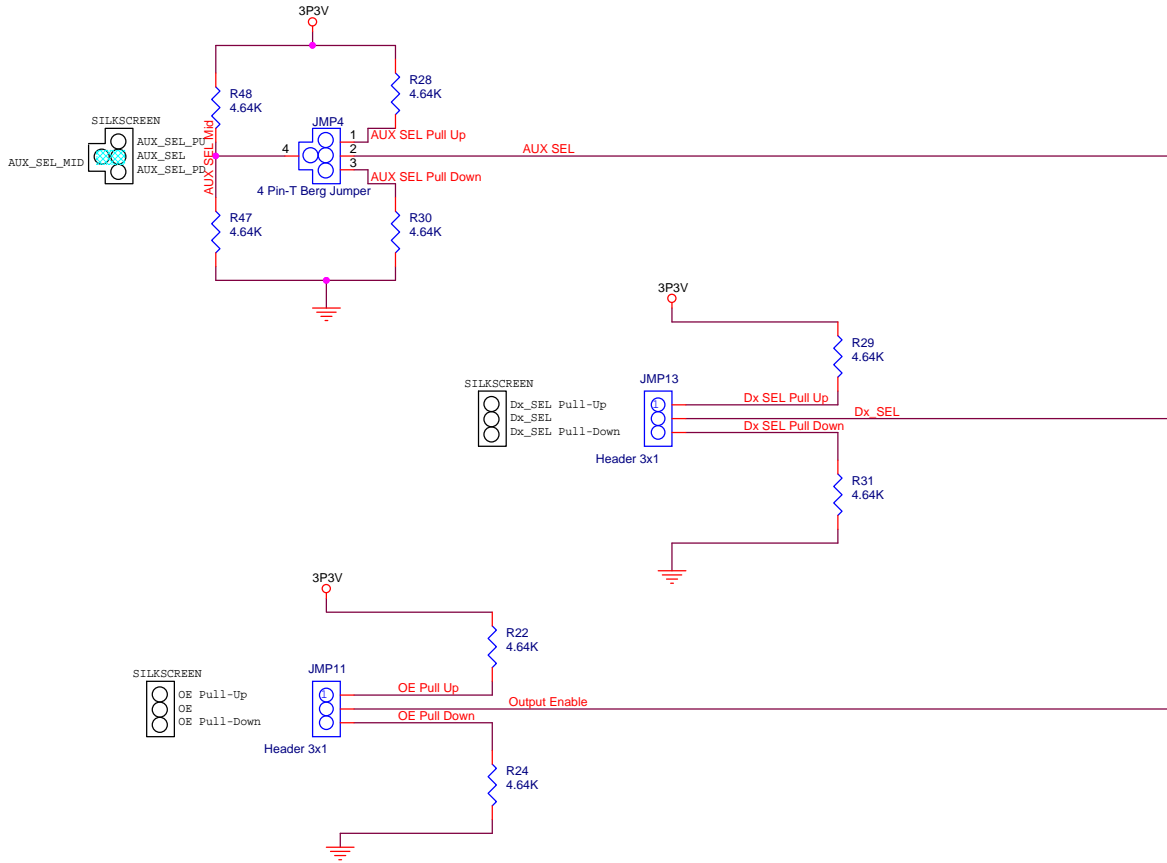 3P3V
R48
4.64K
R28
4.64K
SILKSCREEN
AUX_SEL_PU
AUX_SEL
AUX_SEL_PD
AUX_SEL_MID
AUX SEL Mid
JMP4
1
2
3
4
AUX SEL Pull Up
AUX SEL
AUX SEL Pull Down
4 Pin-T Berg Jumper
R47
4.64K
R30
4.64K
3P3V
R29
4.64K
SILKSCREEN
Dx_SEL Pull-Up
Dx_SEL
Dx_SEL Pull-Down
JMP13
1
Dx SEL Pull Up
Dx_SEL
Dx SEL Pull Down
Header 3x1
R31
4.64K
3P3V
R22
4.64K
SILKSCREEN
OE Pull-Up
OE
OE Pull-Down
JMP11
1
OE Pull Up
Output Enable
OE Pull Down
Header 3x1
R24
4.64K